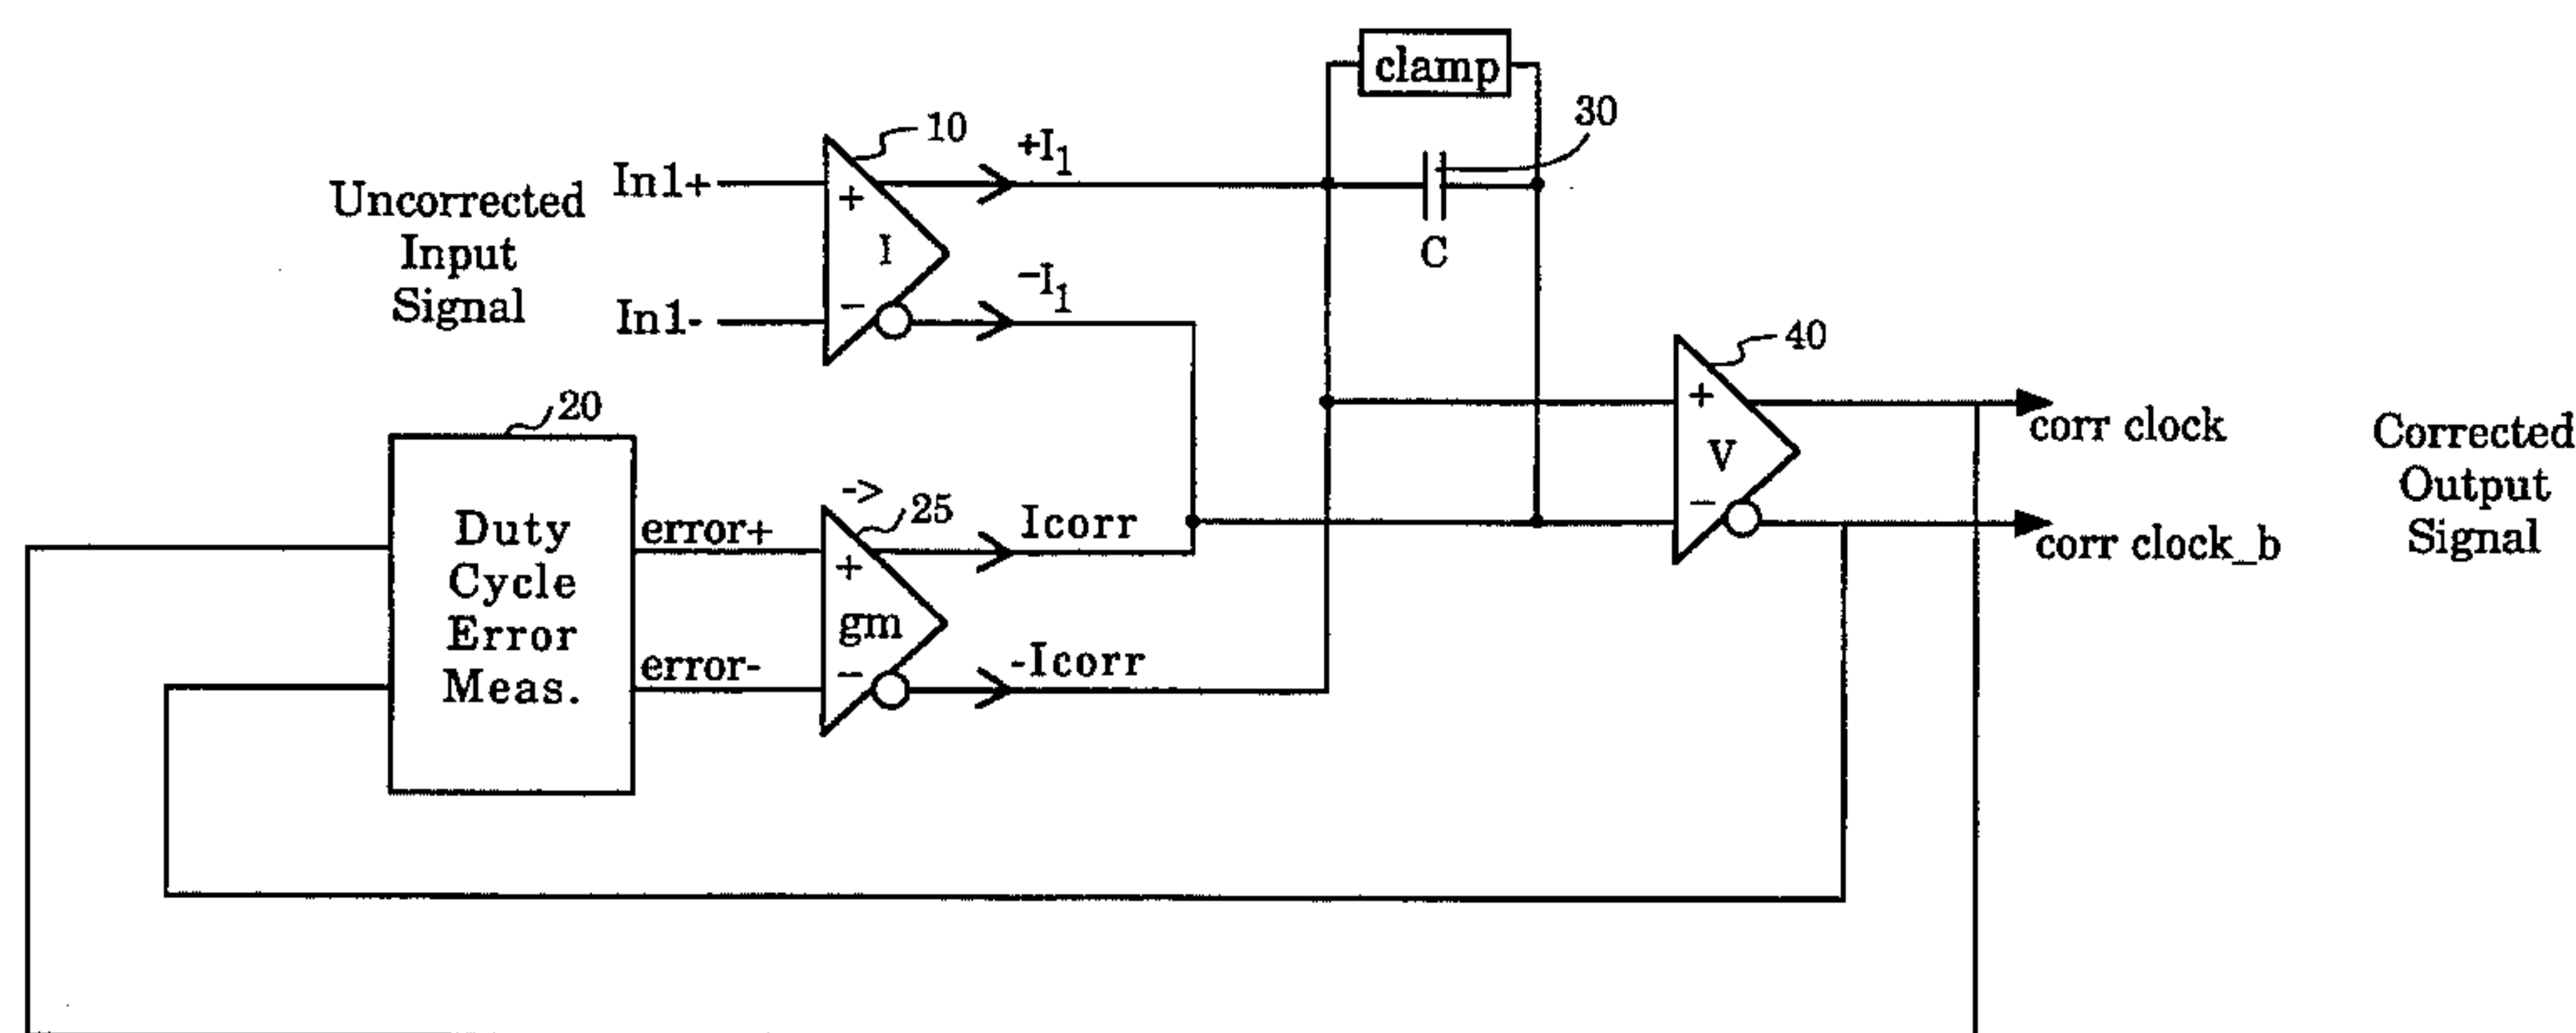 clamp
30
10
+I1
In1+
Uncorrected
Input
Signal
+
I
C
-I1
In1-
-
40
20
+
corr clock
V
Corrected
Output
Signal
->
25
Icorr
-
corr clock_b
Duty
Cycle
Error
Meas.
error+
+
gm
error-
-
-Icorr